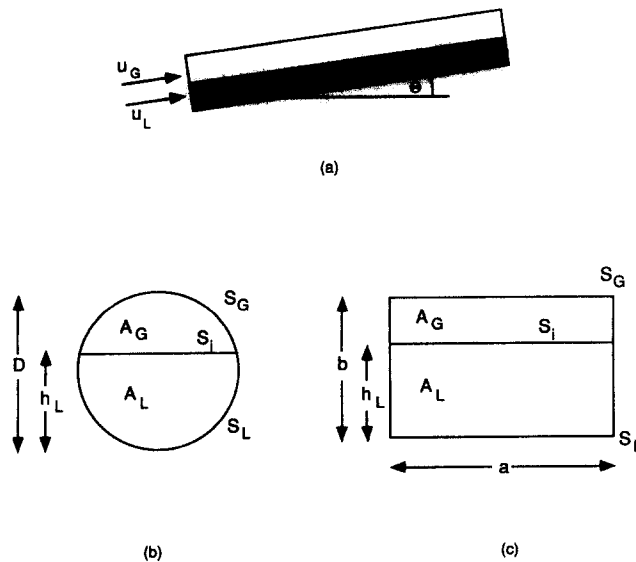 u_G
u_L
Θ
(a)
S_G
A_G
S_i
D
h_L
A_L
S_L
(b)
S_G
A_G
S_i
b
h_L
A_L
S_L
a
(c)